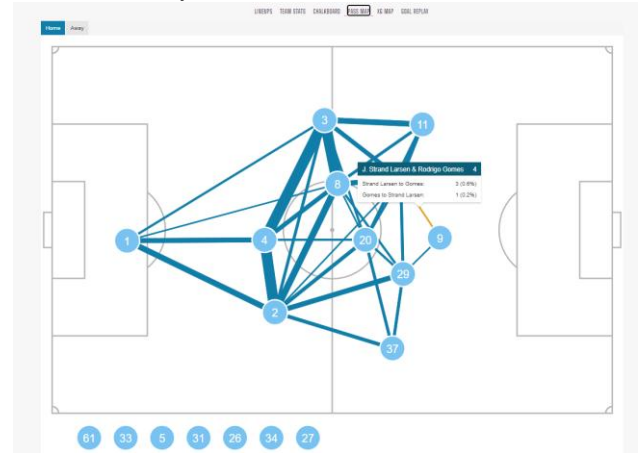 LINEUPS TEAM STATS CHALKBOARD PASS MAP XG MAP GOAL REPLAY
Home Away
3
11
J. Strand Larsen & Rodrigo Gomes 4
8
Strand Larsen to Gomes: 3 (0.6%)
Gomes to Strand Larsen: 1 (0.2%)
1
4
20
9
29
2
37
61 33 5 31 26 34 27